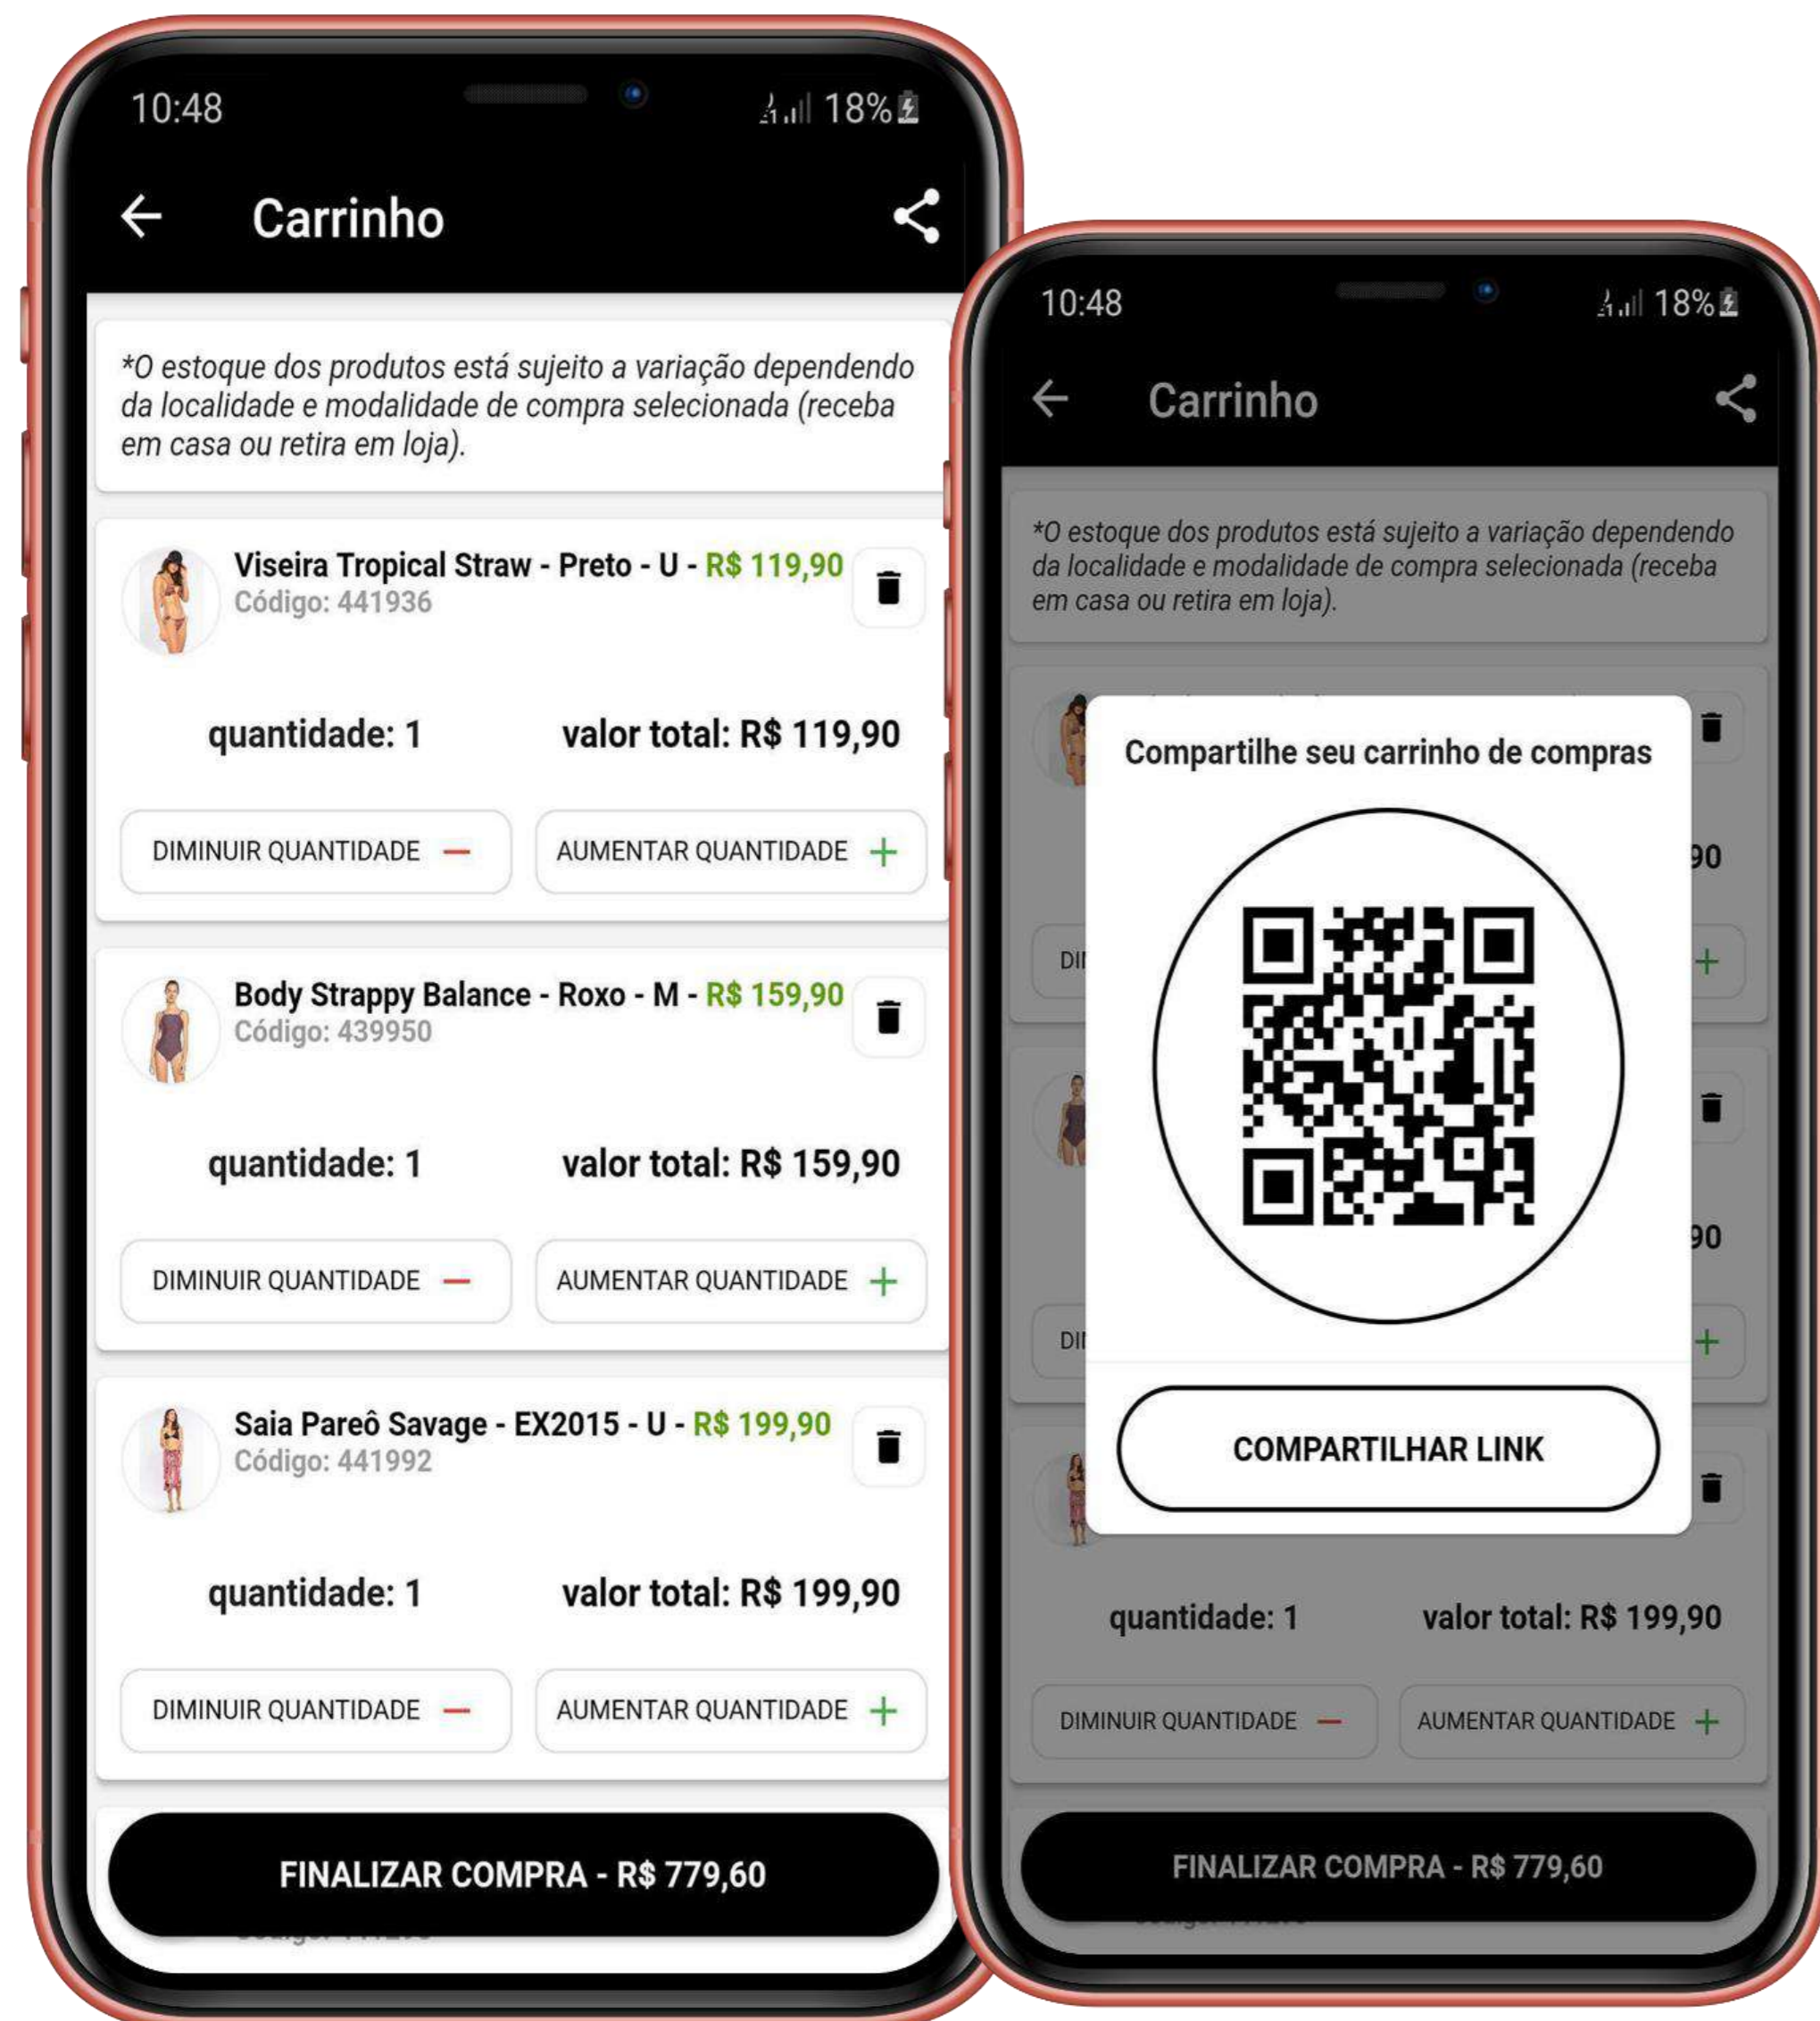 10:48
18%
Carrinho
*O estoque dos produtos está sujeito a variação dependendo
da localidade e modalidade de compra selecionada (receba
em casa ou retira em loja).
Viseira Tropical Straw - Preto - U - R$ 119,90
Código: 441936
quantidade: 1
valor total: R$ 119,90
DIMINUIR QUANTIDADE
AUMENTAR QUANTIDADE
Body Strappy Balance - Roxo - M - R$ 159,90
Código: 439950
quantidade: 1
valor total: R$ 159,90
DIMINUIR QUANTIDADE
AUMENTAR QUANTIDADE
Saia Pareô Savage - EX2015 - U - R$ 199,90
Código: 441992
quantidade: 1
valor total: R$ 199,90
DIMINUIR QUANTIDADE
AUMENTAR QUANTIDADE
FINALIZAR COMPRA - R$ 779,60
10:48
18%
Carrinho
*O estoque dos produtos está sujeito a variação dependendo
da localidade e modalidade de compra selecionada (receba
em casa ou retira em loja).
Compartilhe seu carrinho de compras
90
DI
90
DI
COMPARTILHAR LINK
quantidade: 1
valor total: R$ 199,90
DIMINUIR QUANTIDADE
AUMENTAR QUANTIDADE
FINALIZAR COMPRA - R$ 779,60